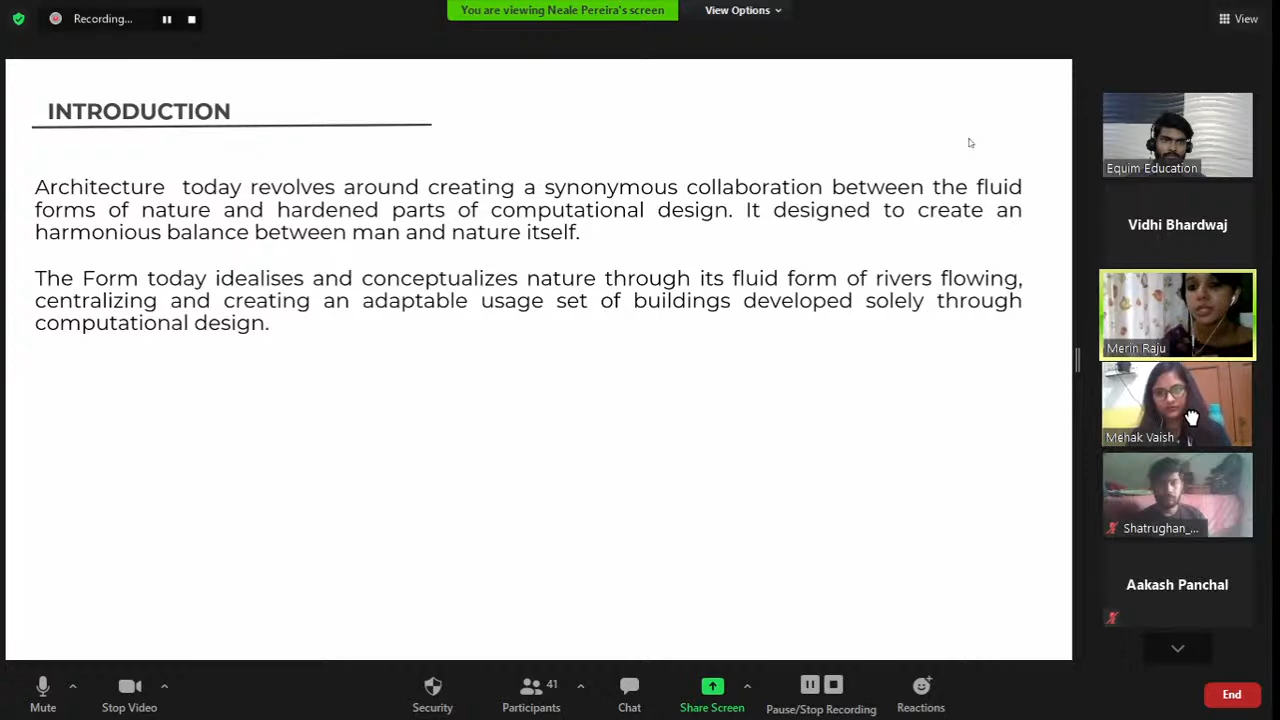 Recording...
You are viewing Neale Pereira's screen
View Options
View
INTRODUCTION
Architecture today revolves around creating a synonymous collaboration between the fluid
forms of nature and hardened parts of computational design. It designed to create an
harmonious balance between man and nature itself.
The Form today idealises and conceptualizes nature through its fluid form of rivers flowing,
centralizing and creating an adaptable usage set of buildings developed solely through
computational design.
Equim Education
Vidhi Bhardwaj
Merin Raju
Mehak Vaish
Shatrughan_...
Aakash Panchal
Mute
Stop Video
Security
Participants
41
Chat
Share Screen
Pause/Stop Recording
Reactions
End